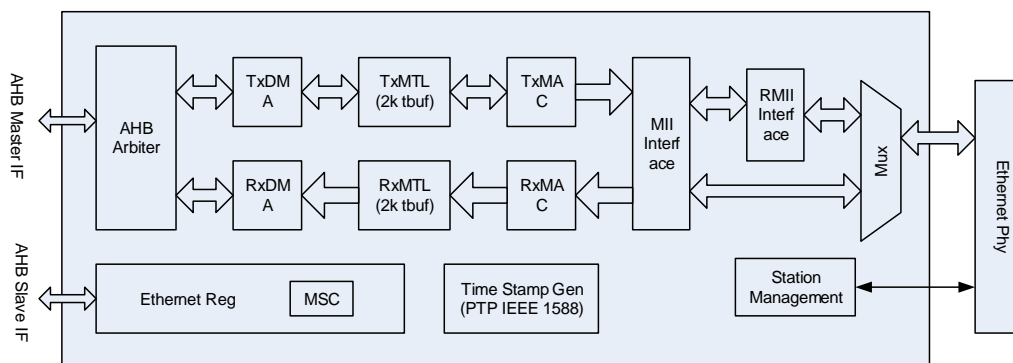 AHB Master IF
AHB
Arbiter
TxDM
A
TxMTL
(2k tbuf)
TxMA
C
MII
Interf
ace
RMII
Interf
ace
Mux
Ethernet Phy
RxDM
A
RxMTL
(2k tbuf)
RxMA
C
AHB Slave IF
Ethernet Reg
MSC
Time Stamp Gen
(PTP IEEE 1588)
Station
Management